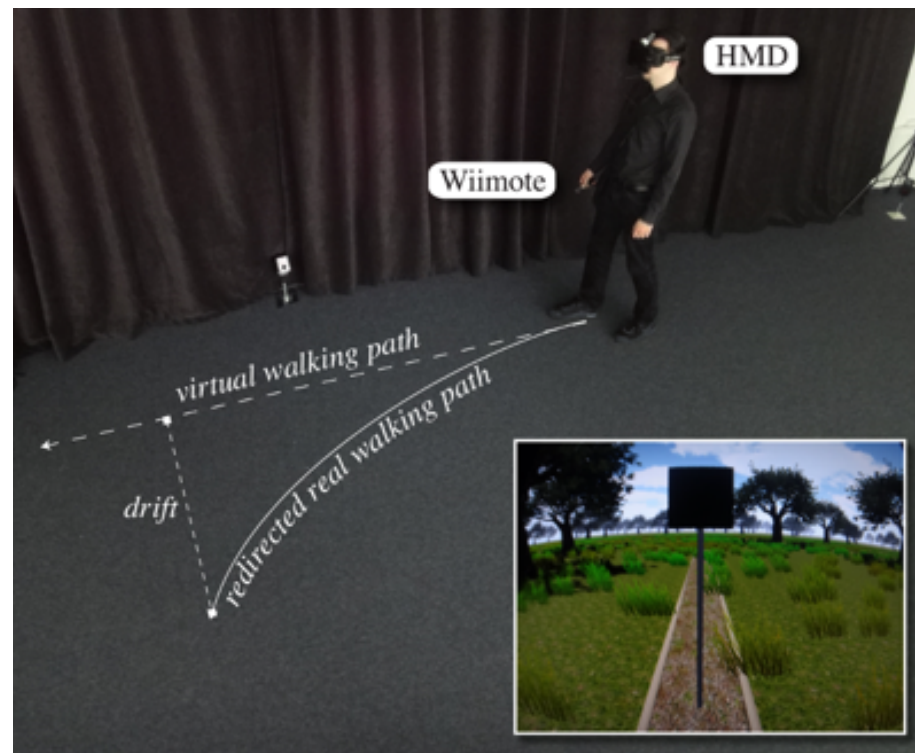 HMD
Wiimote
virtual walking path
redirected real walking path
drift